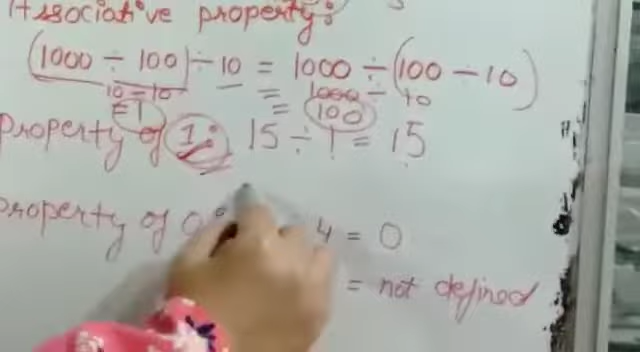 Associative property:
(1000 ÷ 100) ÷ 10 = 1000 ÷ (100 - 10)
10 ÷ 10 = 1000 ÷ 10
= 1 = 100
Property of 1: 15 ÷ 1 = 15
Property of 0: 4 = 0
= not defined